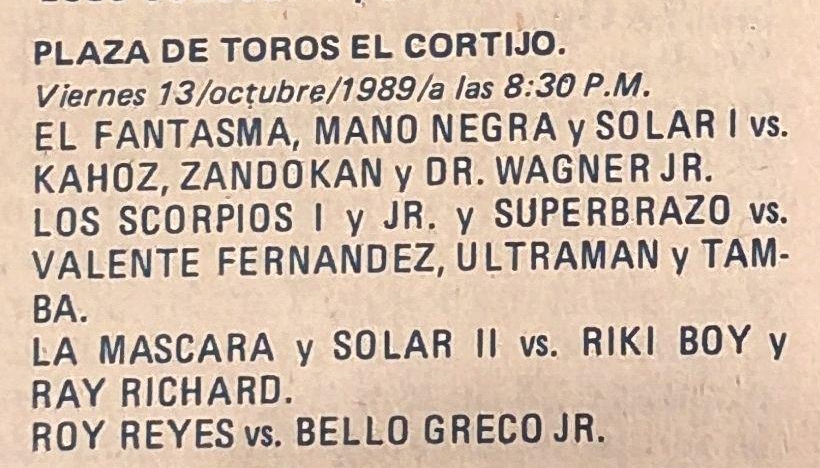 PLAZA DE TOROS EL CORTIJO.
Viernes 13/octubre/1989/a las 8:30 P.M.
EL FANTASMA, MANO NEGRA y SOLAR I vs.
KAHOZ, ZANDOKAN y DR. WAGNER JR.
LOS SCORPIOS I y JR. y SUPERBRAZO vs.
VALENTE FERNANDEZ, ULTRAMAN y TAM-
BA.
LA MASCARA y SOLAR II vs. RIKI BOY y
RAY RICHARD.
ROY REYES vs. BELLO GRECO JR.